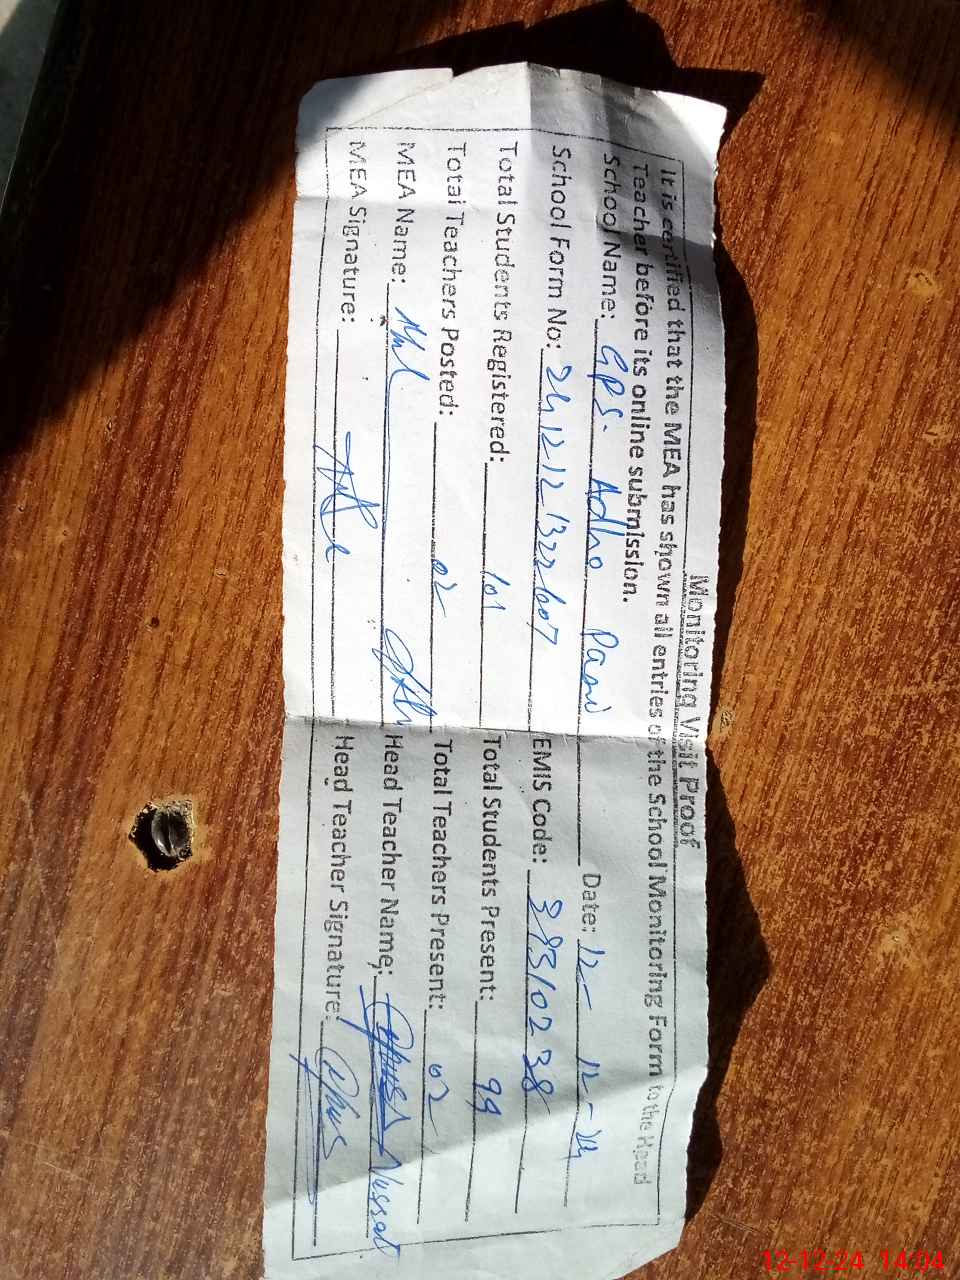 Monitoring Visit Proof
It is certified that the MEA has shown all entries of the School Monitoring Form to the Head
Teacher before its online submission.
School Name: GPS. Adho Pani Date: 12-12-24
School Form No: 24121213221607 EMIS Code: 39310238
Total Students Registered: 101 Total Students Present: 99
Total Teachers Posted: 02 Total Teachers Present: 02
MEA Name: Head Teacher Name: Nussrat
MEA Signature: Head Teacher Signature:
12-12-24 14:04